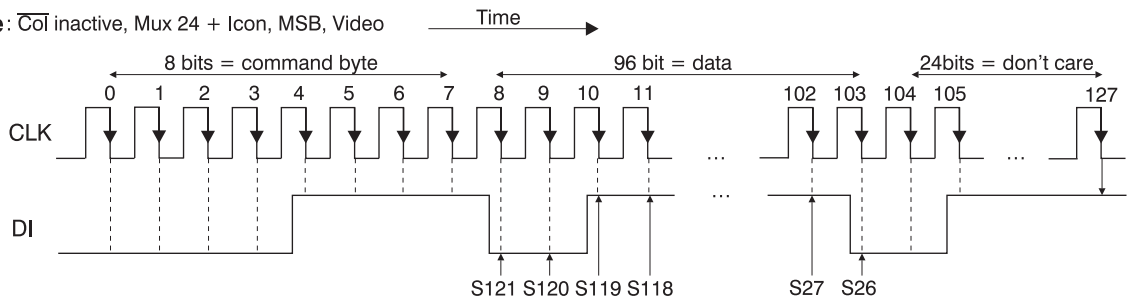 e: C̅o̅l̅ inactive, Mux 24 + Icon, MSB, Video
Time
8 bits = command byte
96 bit = data
24bits = don't care
0 1 2 3 4 5 6 7 8 9 10 11 102 103 104 105 127
CLK
... ...
DI
...
S121 S120 S119 S118 S27 S26